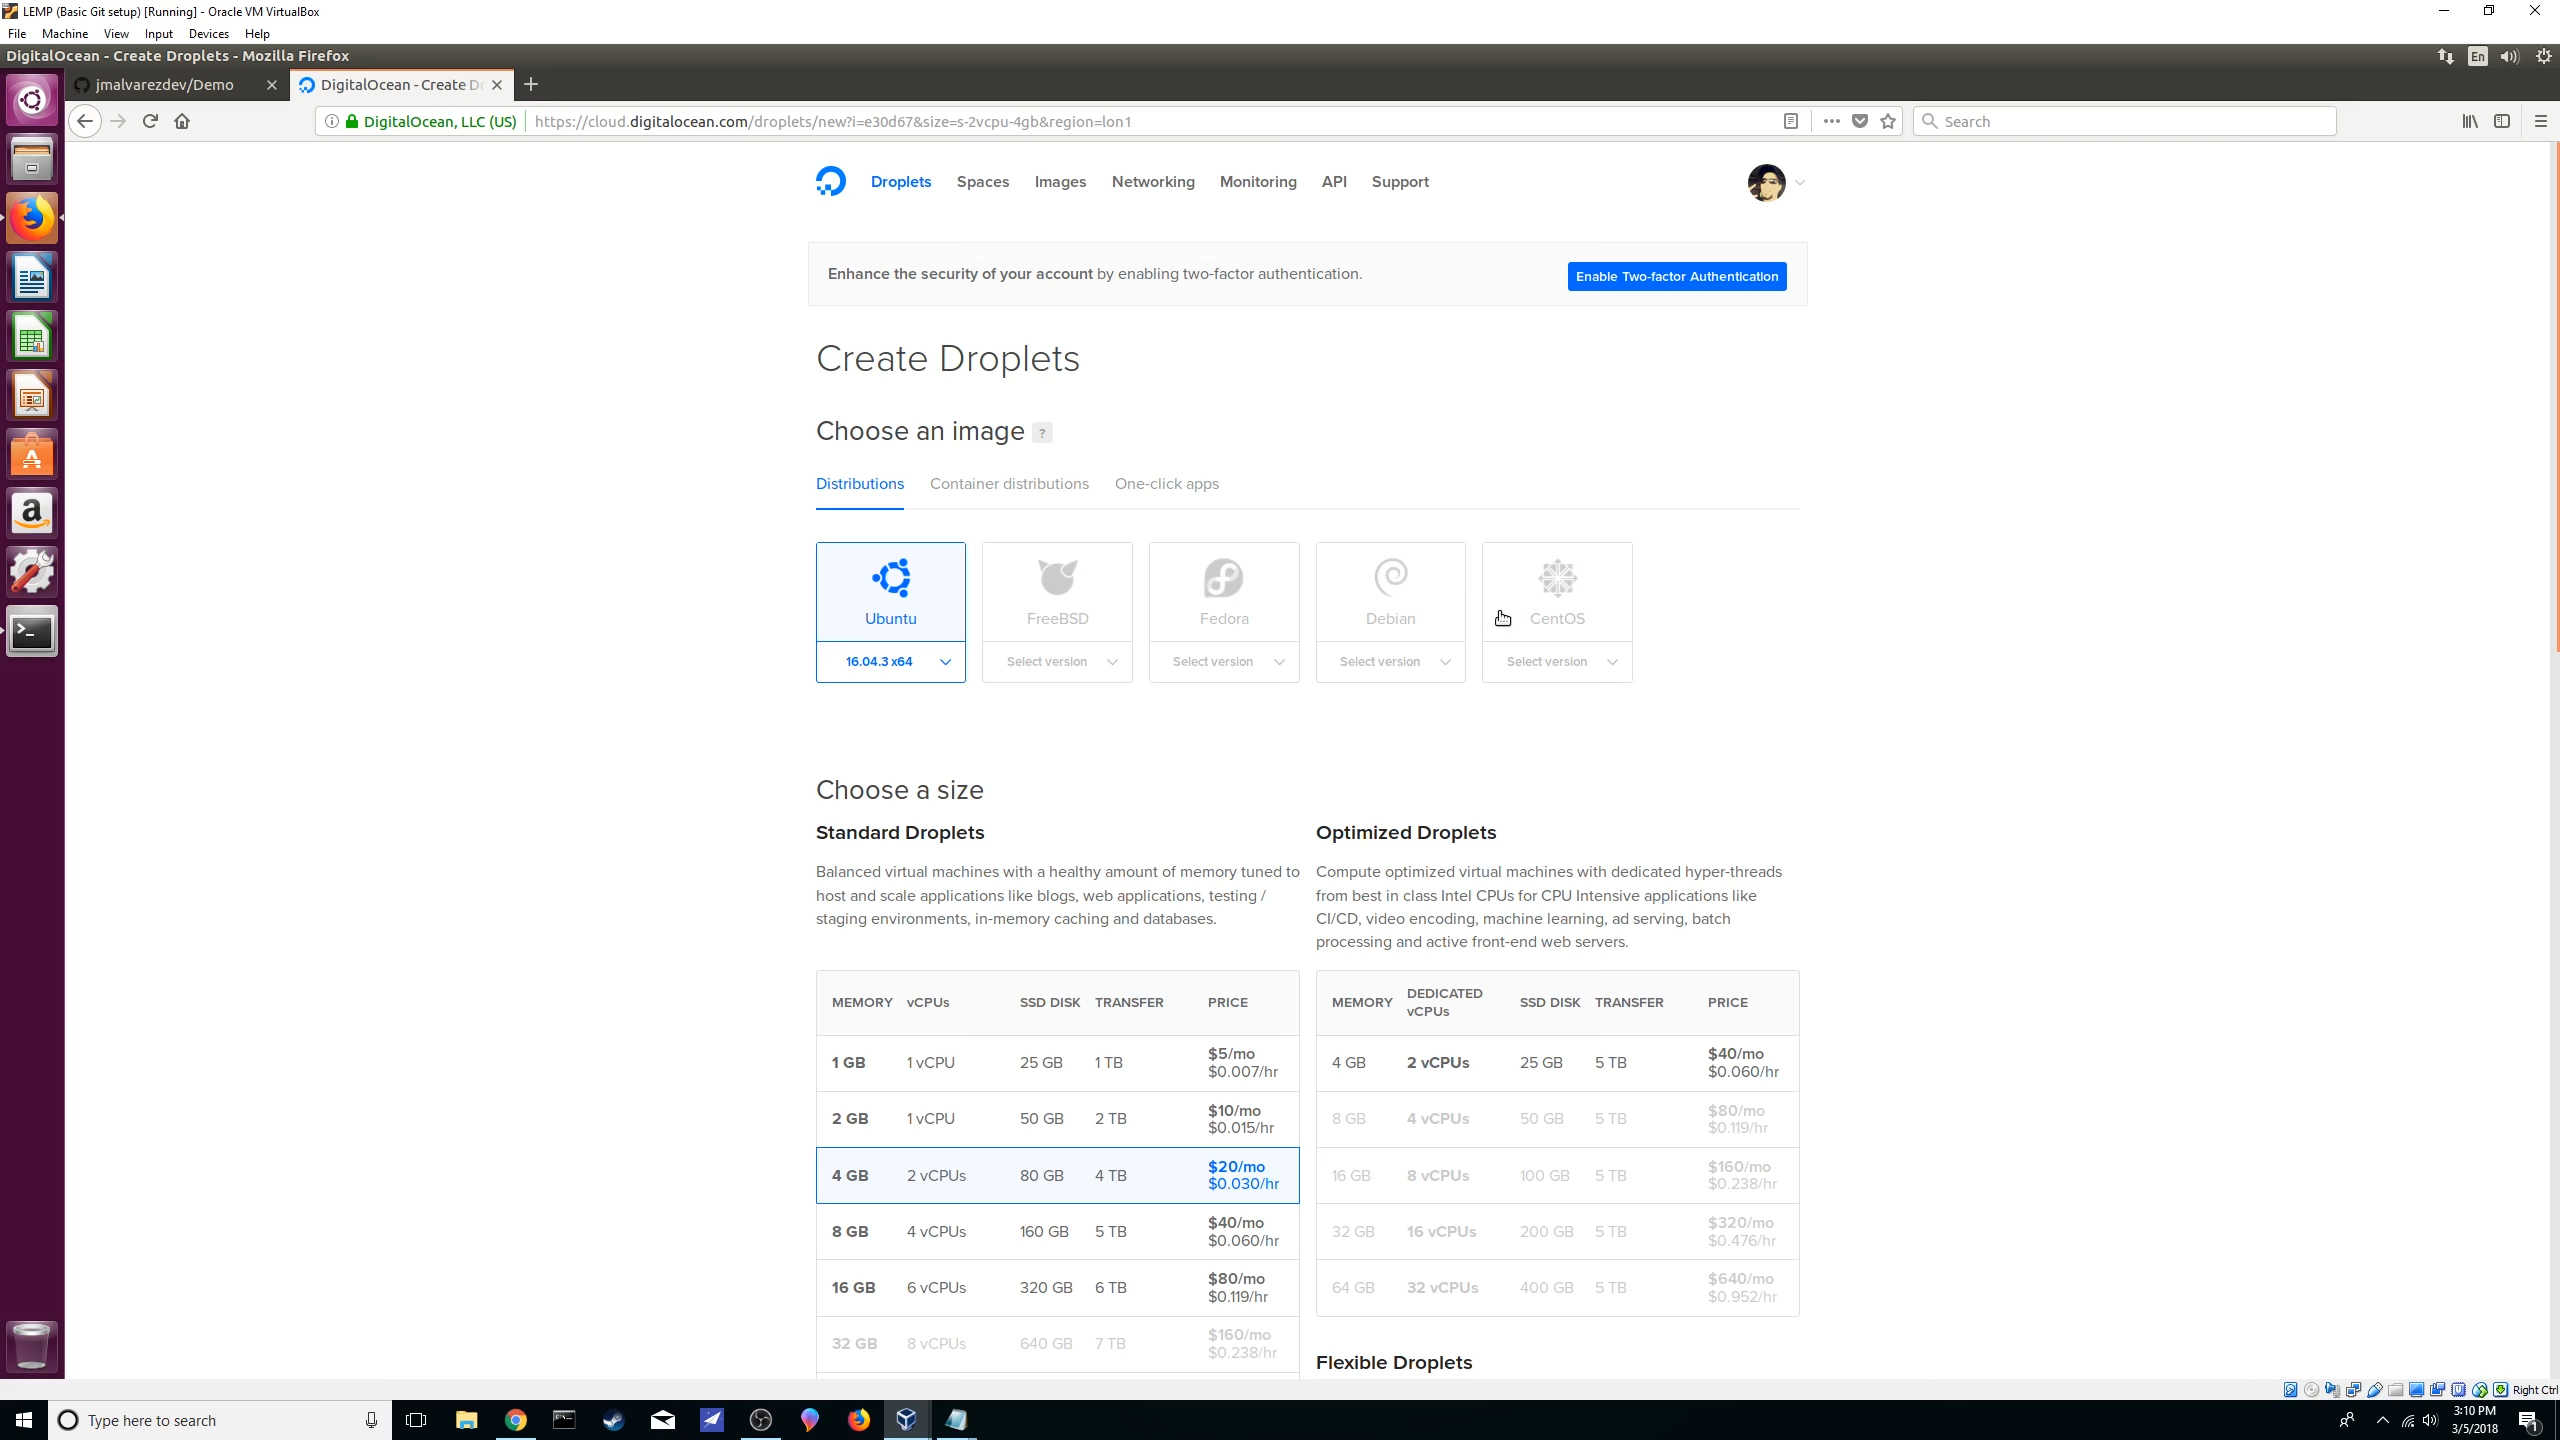 LEMP (Basic Git setup) [Running] - Oracle VM VirtualBox
File Machine View Input Devices Help
DigitalOcean - Create Droplets - Mozilla Firefox
En
jmalvarezdev/Demo
DigitalOcean - Create Dr
DigitalOcean, LLC (US)
https://cloud.digitalocean.com/droplets/new?i=e30d67&size=s-2vcpu-4gb&region=lon1
Search
Droplets Spaces Images Networking Monitoring API Support
Enhance the security of your account by enabling two-factor authentication.
Enable Two-factor Authentication
Create Droplets
Choose an image ?
Distributions Container distributions One-click apps
Ubuntu FreeBSD Fedora Debian CentOS
16.04.3 x64 Select version Select version Select version Select version
Choose a size
Standard Droplets
Balanced virtual machines with a healthy amount of memory tuned to
host and scale applications like blogs, web applications, testing /
staging environments, in-memory caching and databases.
MEMORY vCPUs SSD DISK TRANSFER PRICE
1 GB 1 vCPU 25 GB 1 TB $5/mo
$0.007/hr
2 GB 1 vCPU 50 GB 2 TB $10/mo
$0.015/hr
4 GB 2 vCPUs 80 GB 4 TB $20/mo
$0.030/hr
8 GB 4 vCPUs 160 GB 5 TB $40/mo
$0.060/hr
16 GB 6 vCPUs 320 GB 6 TB $80/mo
$0.119/hr
32 GB 8 vCPUs 640 GB 7 TB $160/mo
$0.238/hr
Optimized Droplets
Compute optimized virtual machines with dedicated hyper-threads
from best in class Intel CPUs for CPU Intensive applications like
CI/CD, video encoding, machine learning, ad serving, batch
processing and active front-end web servers.
MEMORY DEDICATED vCPUs SSD DISK TRANSFER PRICE
4 GB 2 vCPUs 25 GB 5 TB $40/mo
$0.060/hr
8 GB 4 vCPUs 50 GB 5 TB $80/mo
$0.119/hr
16 GB 8 vCPUs 100 GB 5 TB $160/mo
$0.238/hr
32 GB 16 vCPUs 200 GB 5 TB $320/mo
$0.476/hr
64 GB 32 vCPUs 400 GB 5 TB $640/mo
$0.952/hr
Flexible Droplets
Right Ctrl
Type here to search
3:10 PM
3/5/2018
1